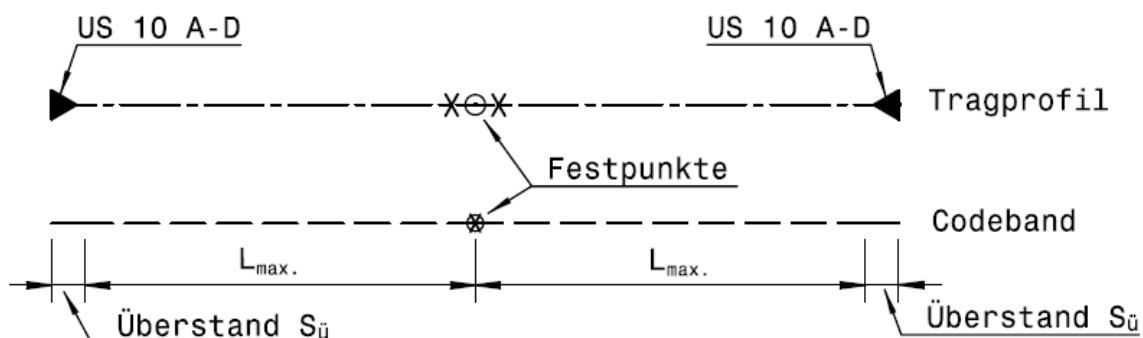 US 10 A-D
US 10 A-D
Tragprofil
Festpunkte
Codeband
Lmax.
Lmax.
Überstand Sü
Überstand Sü